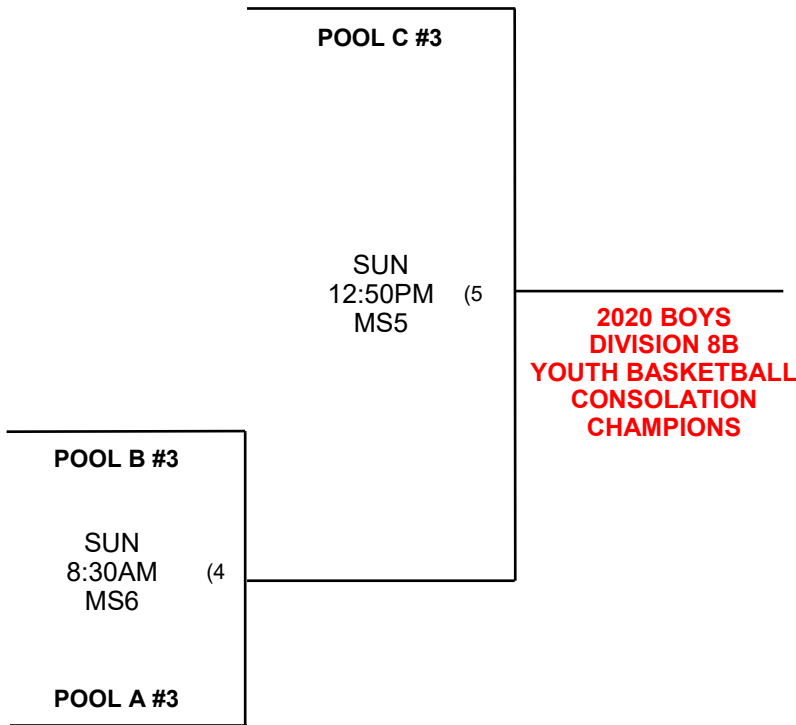 POOL C #3
SUN
12:50PM (5
MS5
2020 BOYS
DIVISION 8B
YOUTH BASKETBALL
CONSOLATION
CHAMPIONS
POOL B #3
SUN
8:30AM (4
MS6
POOL A #3